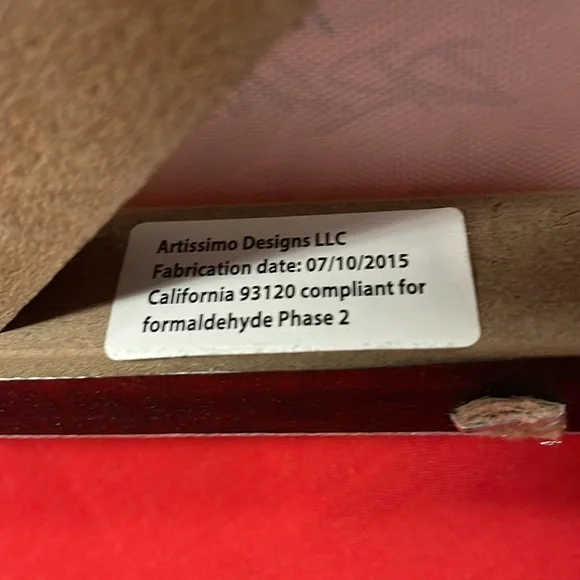 Artissimo Designs LLC
Fabrication date: 07/10/2015
California 93120 compliant for
formaldehyde Phase 2